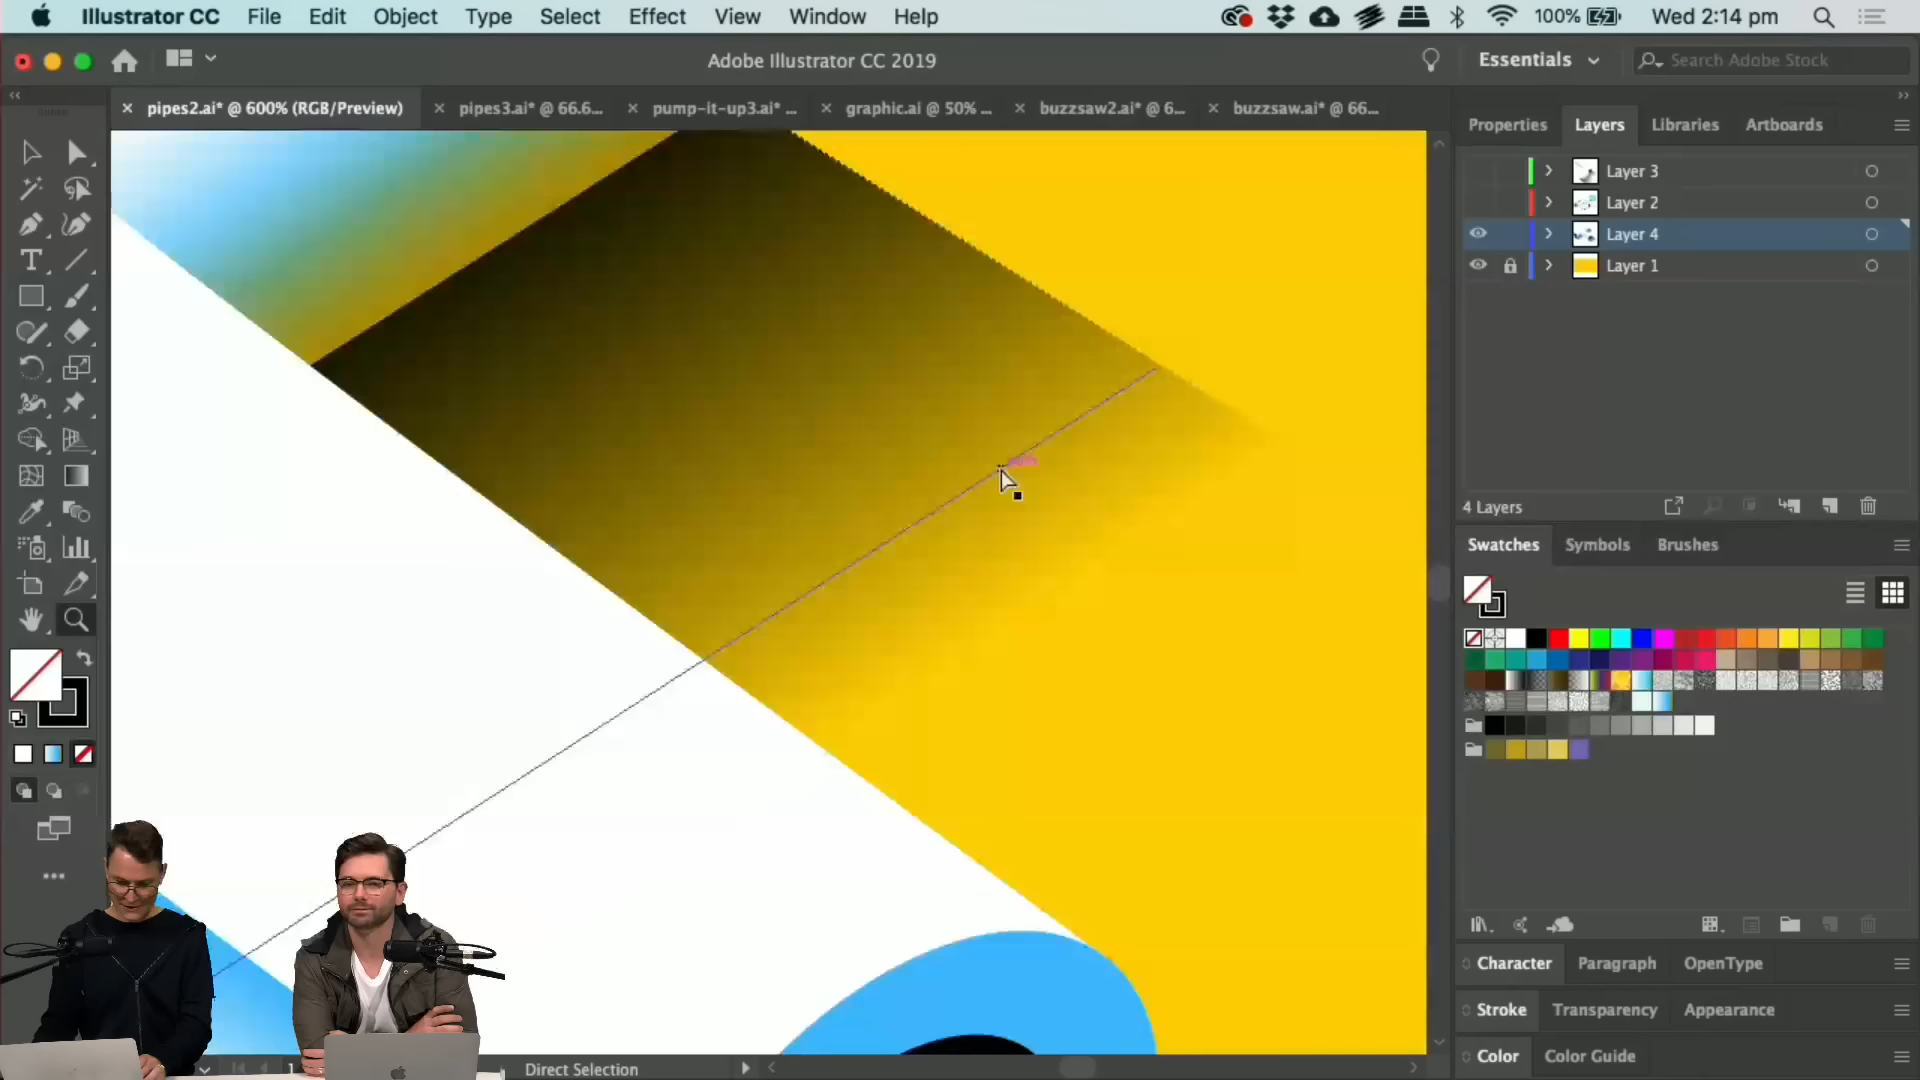 Illustrator CC File Edit Object Type Select Effect View Window Help 100% Wed 2:14 pm
Adobe Illustrator CC 2019 Essentials Search Adobe Stock
pipes2.ai* @ 600% (RGB/Preview) pipes3.ai* @ 66.6... pump-it-up3.ai* ... graphic.ai @ 50% ... buzzsaw2.ai* @ 6... buzzsaw.ai* @ 66...
Properties Layers Libraries Artboards
Layer 3
Layer 2
Layer 4
Layer 1
4 Layers
Swatches Symbols Brushes
Character Paragraph OpenType
Stroke Transparency Appearance
Color Color Guide
1 Direct Selection